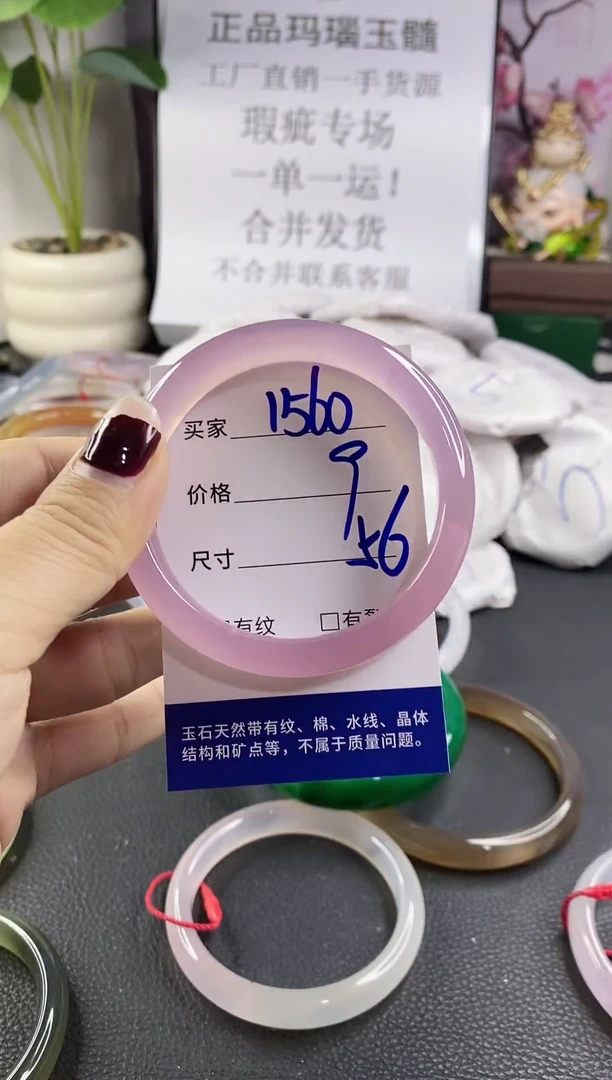 正品玛瑙玉髓
工厂直销一手货源
瑕疵专场
一单一运!
合并发货
不合并联系客服
买家 1560
价格
尺寸 56
有纹 □有裂
玉石天然带有纹、棉、水线、晶体
结构和矿点等，不属于质量问题。